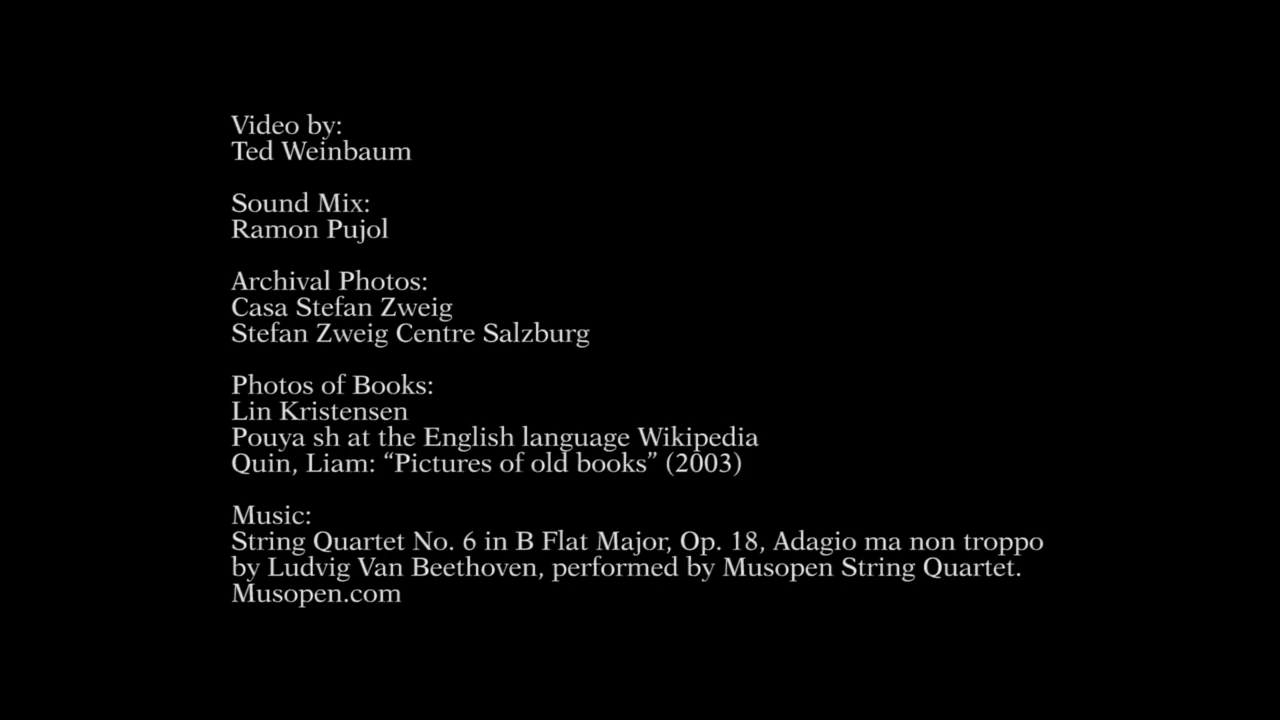 Video by:
Ted Weinbaum
Sound Mix:
Ramon Pujol
Archival Photos:
Casa Stefan Zweig
Stefan Zweig Centre Salzburg
Photos of Books:
Lin Kristensen
Pouya sh at the English language Wikipedia
Quin, Liam: “Pictures of old books” (2003)
Music:
String Quartet No. 6 in B Flat Major, Op. 18, Adagio ma non troppo
by Ludvig Van Beethoven, performed by Musopen String Quartet.
Musopen.com